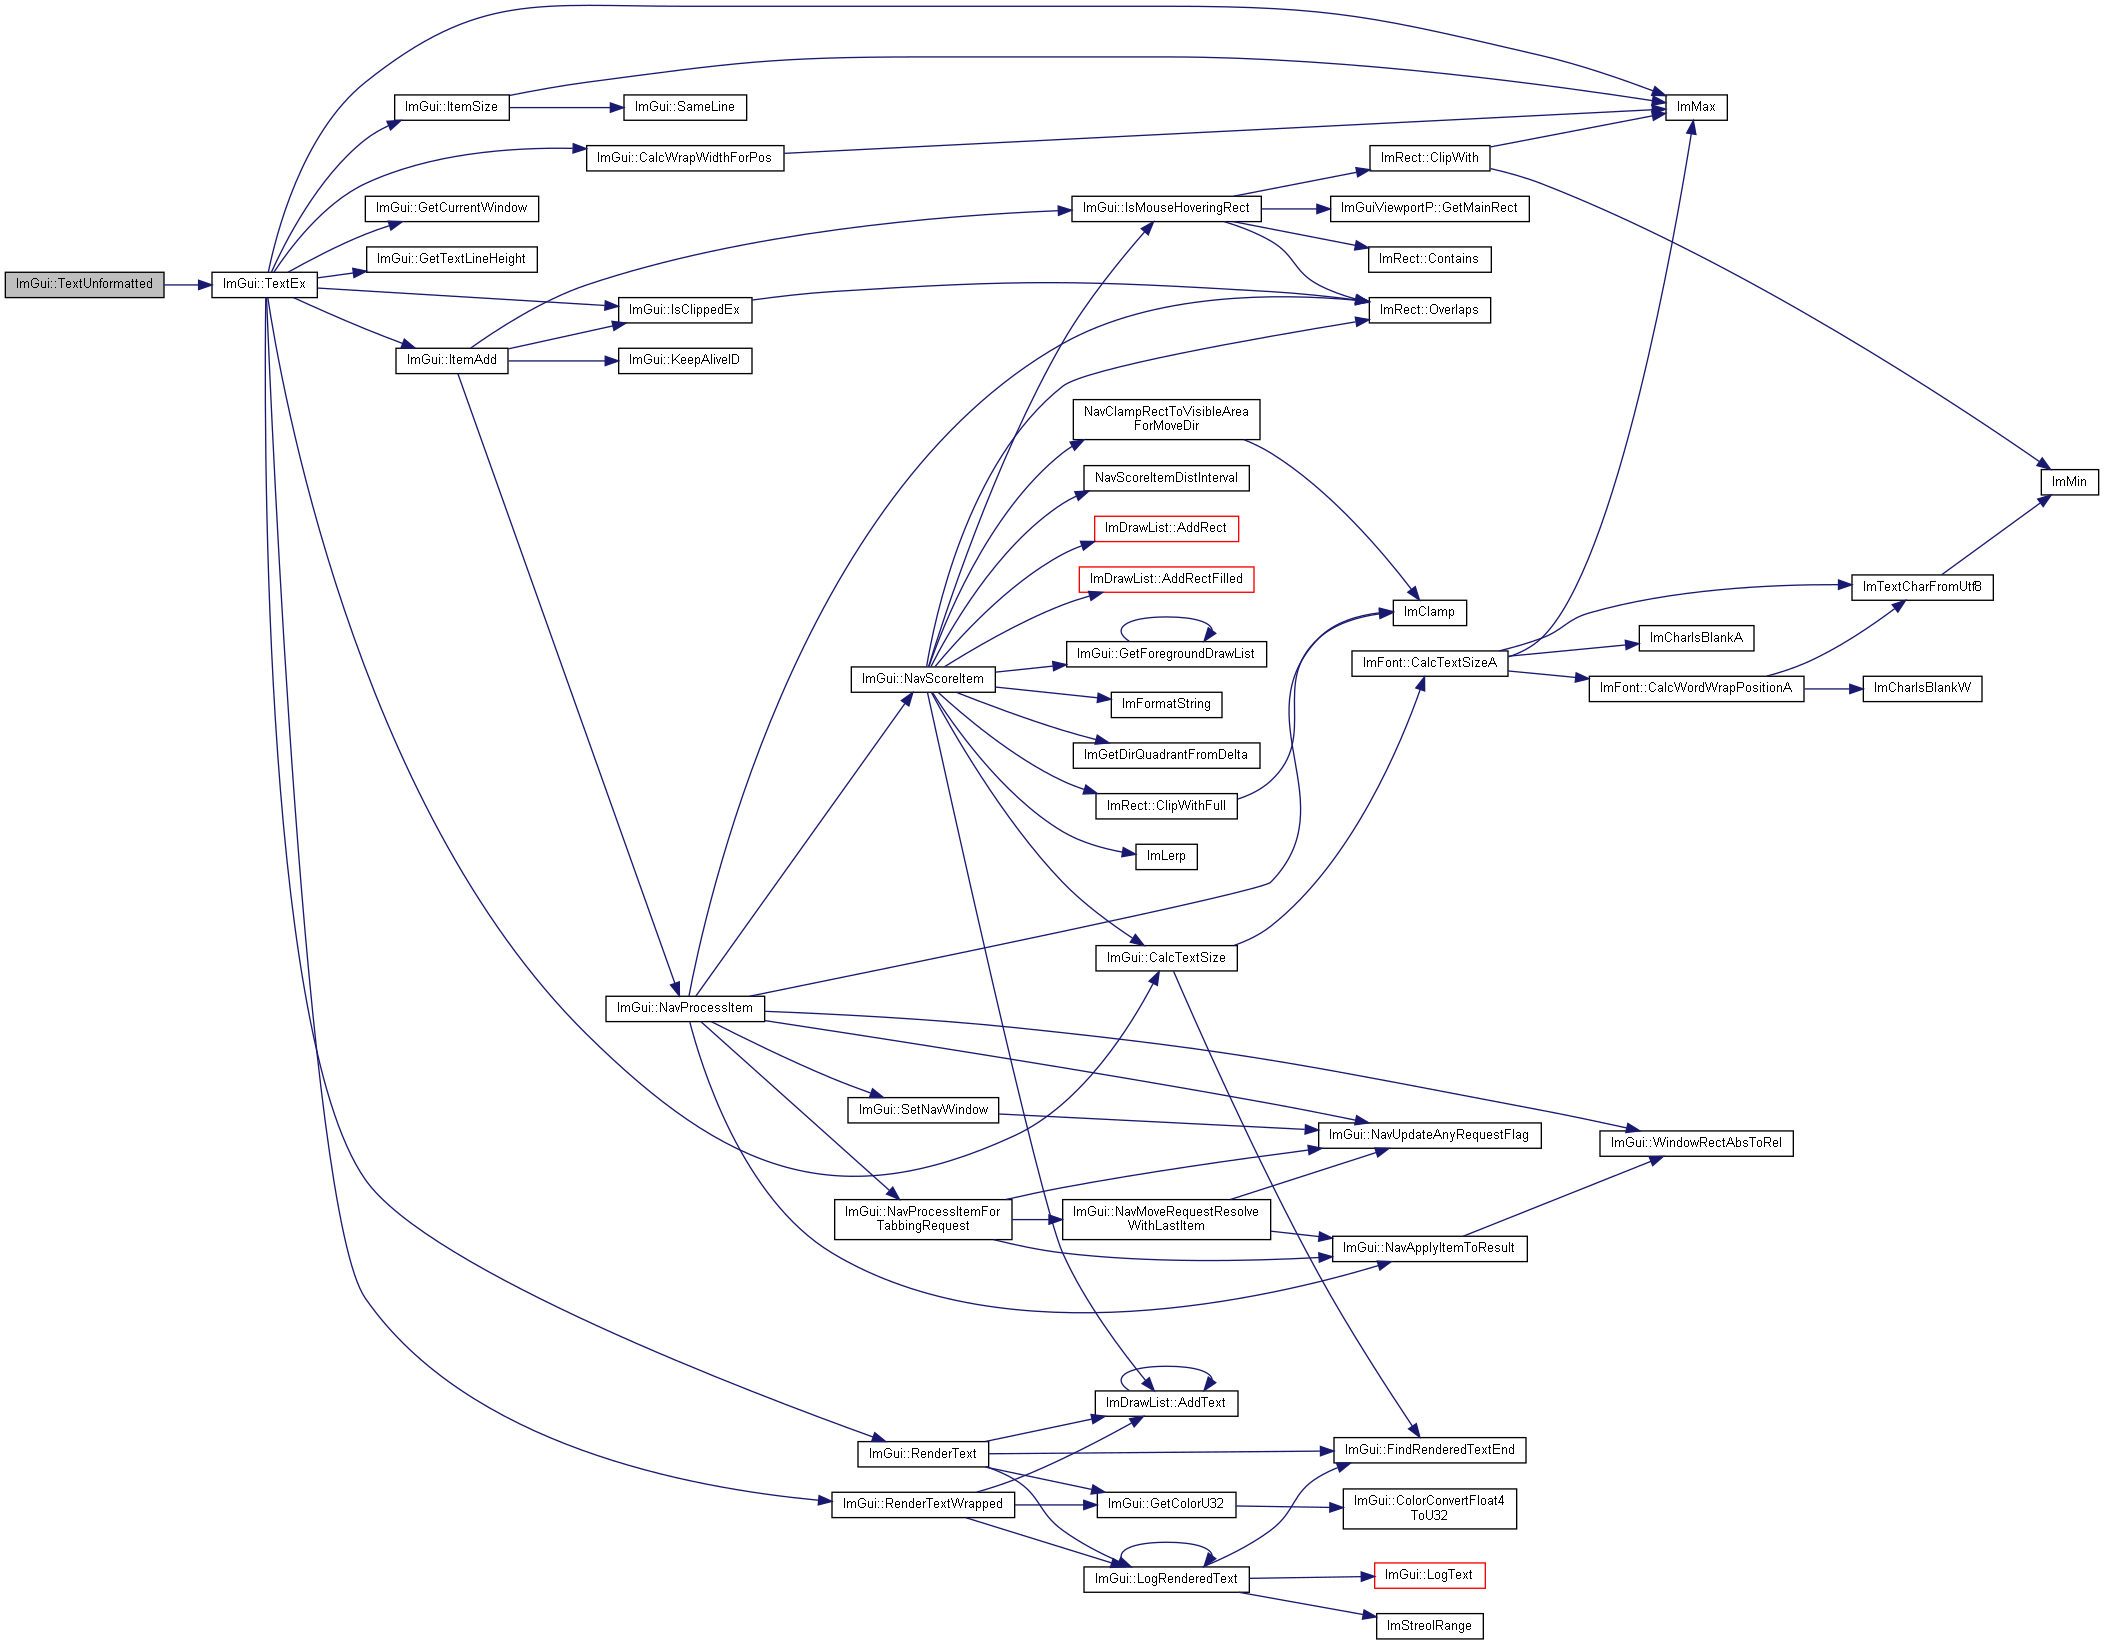 ImGui::TextUnformatted
ImGui::TextEx
ImGui::ItemSize
ImGui::SameLine
ImMax
ImGui::CalcWrapWidthForPos
ImGui::GetCurrentWindow
ImGui::GetTextLineHeight
ImGui::IsClippedEx
ImGui::ItemAdd
ImGui::KeepAliveID
ImGui::IsMouseHoveringRect
ImRect::ClipWith
ImGuiViewportP::GetMainRect
ImRect::Contains
ImRect::Overlaps
NavClampRectToVisibleArea
ForMoveDir
NavScoreItemDistInterval
ImDrawList::AddRect
ImDrawList::AddRectFilled
ImGui::GetForegroundDrawList
ImGui::NavScoreItem
ImFormatString
ImGetDirQuadrantFromDelta
ImRect::ClipWithFull
ImLerp
ImGui::CalcTextSize
ImClamp
ImFont::CalcTextSizeA
ImCharIsBlankA
ImFont::CalcWordWrapPositionA
ImTextCharFromUtf8
ImCharIsBlankW
ImMin
ImGui::NavProcessItem
ImGui::SetNavWindow
ImGui::NavUpdateAnyRequestFlag
ImGui::WindowRectAbsToRel
ImGui::NavProcessItemFor
TabbingRequest
ImGui::NavMoveRequestResolve
WithLastItem
ImGui::NavApplyItemToResult
ImDrawList::AddText
ImGui::RenderText
ImGui::FindRenderedTextEnd
ImGui::RenderTextWrapped
ImGui::GetColorU32
ImGui::ColorConvertFloat4
ToU32
ImGui::LogRenderedText
ImGui::LogText
ImStreolRange